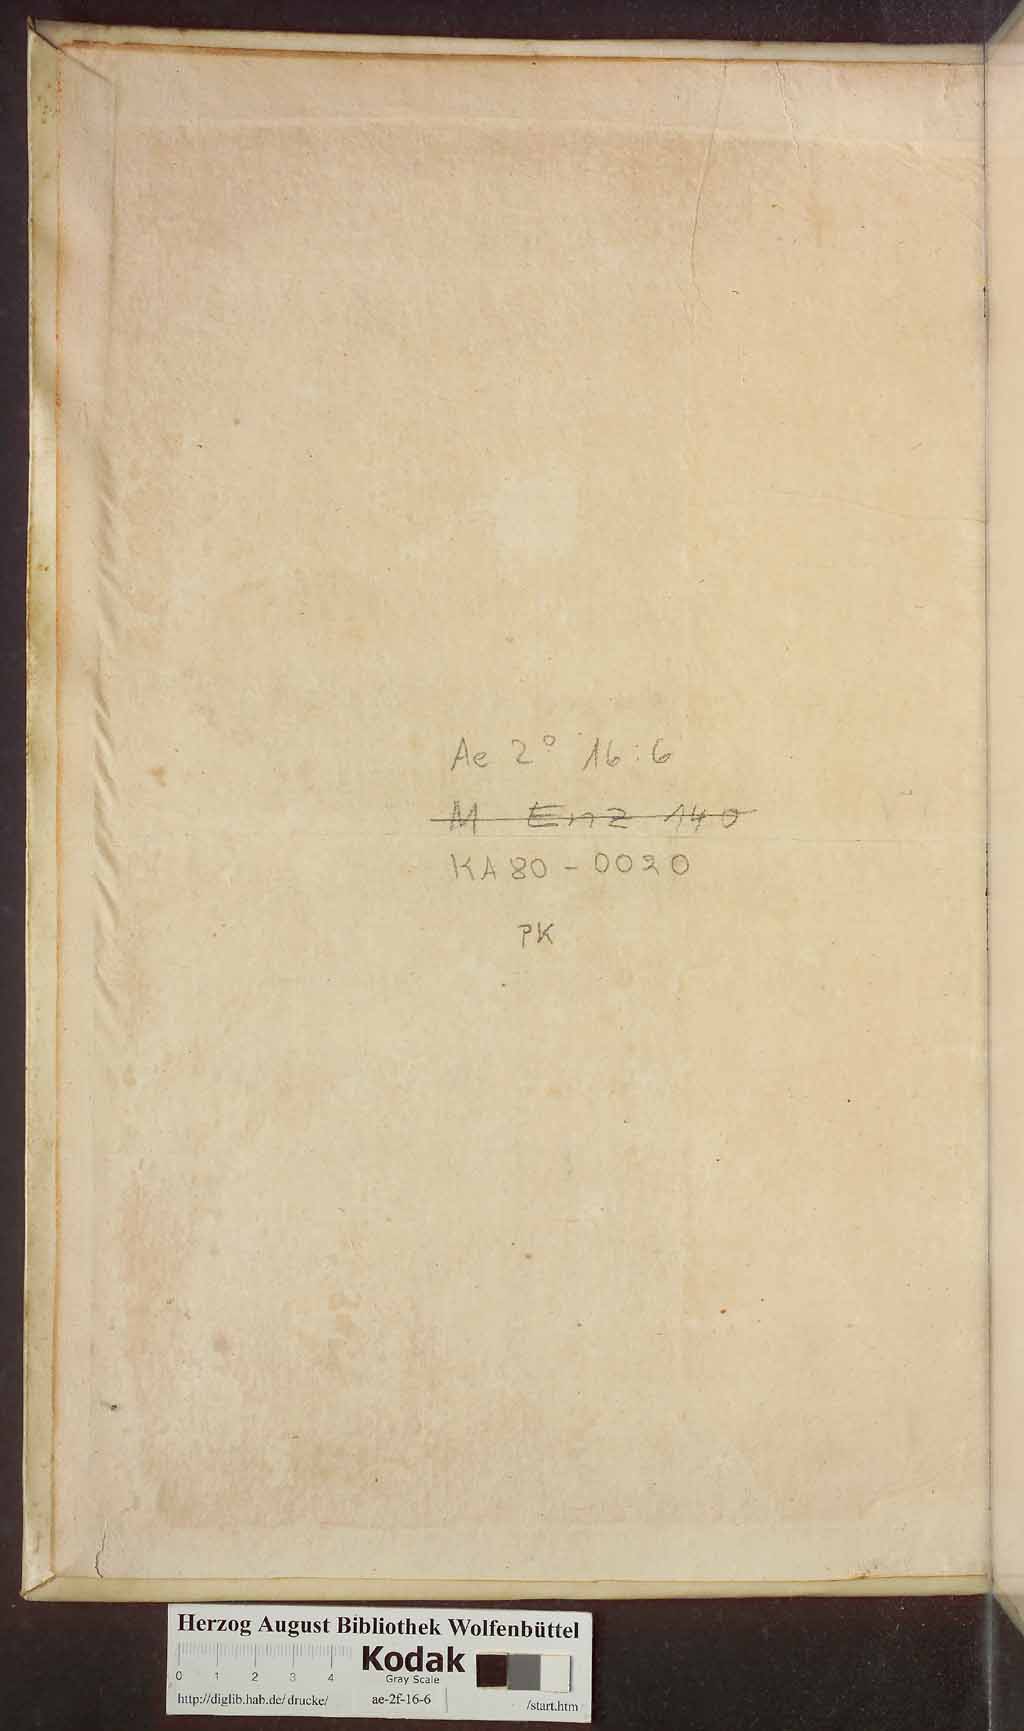 Ae 2° 16:6
M Enz 140
KA 80 - 0020
PK
Herzog August Bibliothek Wolfenbüttel
0 1 2 3 4
Kodak
Gray Scale
http://diglib.hab.de/drucke/ ae-2f-16-6 /start.htm